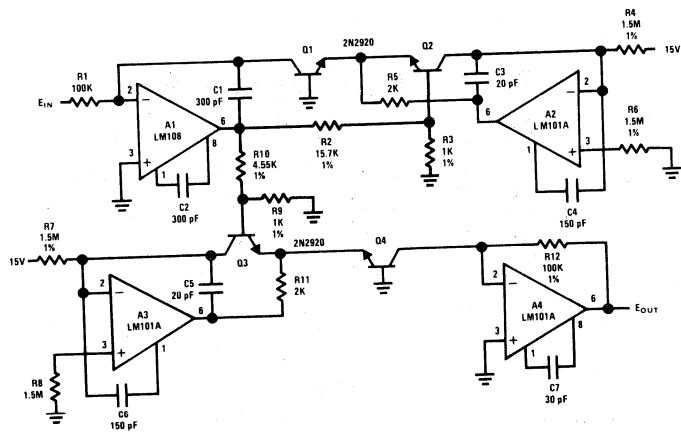 R1
100K
E_IN
2
3
A1
LM108
6
8
1
C2
300 pF
C1
300 pF
Q1
2N2920
Q2
R5
2K
C3
20 pF
R4
1.5M
1%
15V
A2
LM101A
6
2
3
1
R6
1.5M
1%
C4
150 pF
R2
15.7K
1%
R3
1K
1%
R10
4.55K
1%
R9
1K
1%
R7
1.5M
1%
15V
Q3
2N2920
Q4
C5
20 pF
R11
2K
2
3
A3
LM101A
6
1
R8
1.5M
C6
150 pF
R12
100K
1%
2
3
A4
LM101A
6
8
1
C7
30 pF
E_OUT